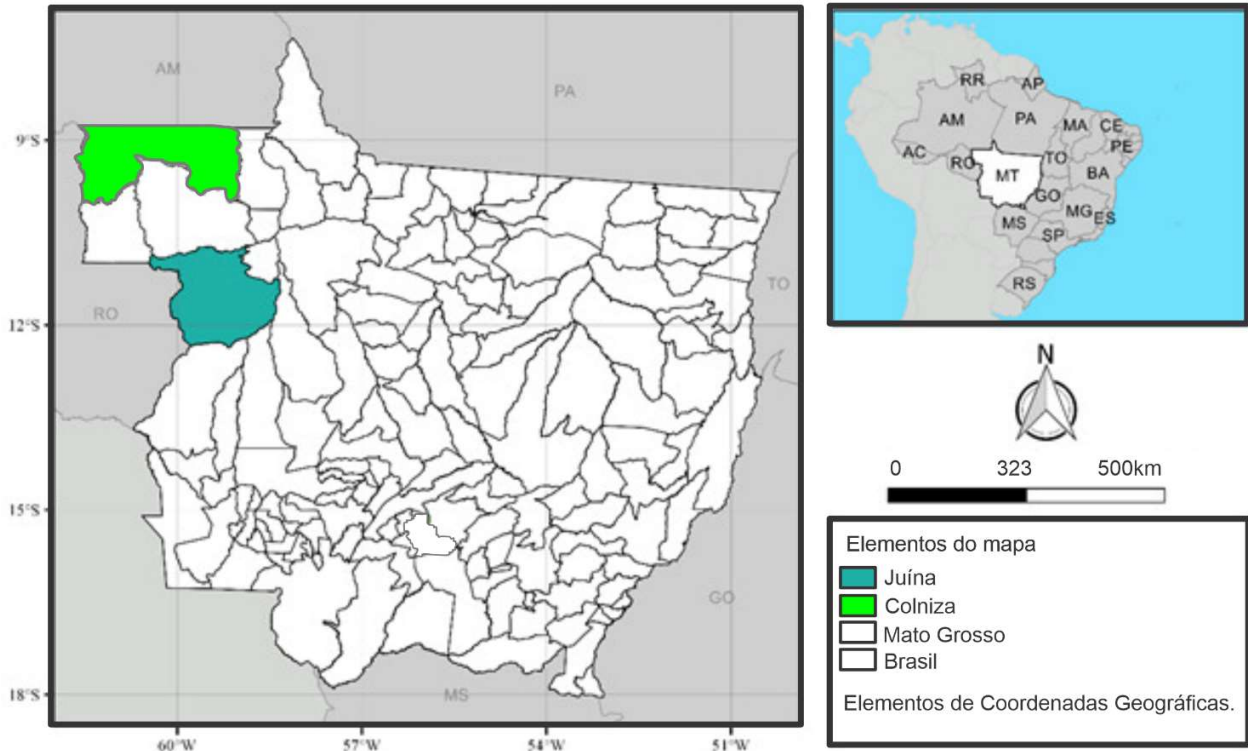 AM
PA
RO
TO
GO
MS
9°S
12°S
15°S
18°S
60°W
57°W
54°W
51°W
RR
AP
AM
PA
MA
CE
PE
AC
RO
TO
BA
MT
GO
MG
ES
MS
SP
RS
N
0 323 500km
Elementos do mapa
Juína
Colniza
Mato Grosso
Brasil
Elementos de Coordenadas Geográficas.